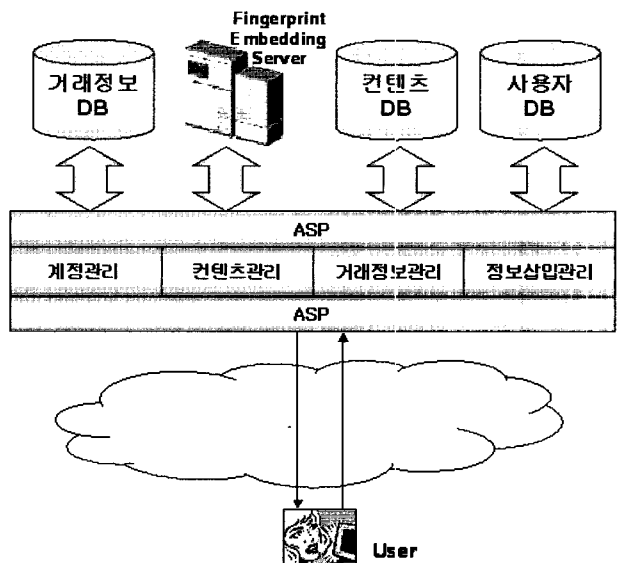 Fingerprint
Embedding
Server
거래정보
DB
컨텐츠
DB
사용자
DB
ASP
계정관리
컨텐츠관리
거래정보관리
정보삽입관리
ASP
User